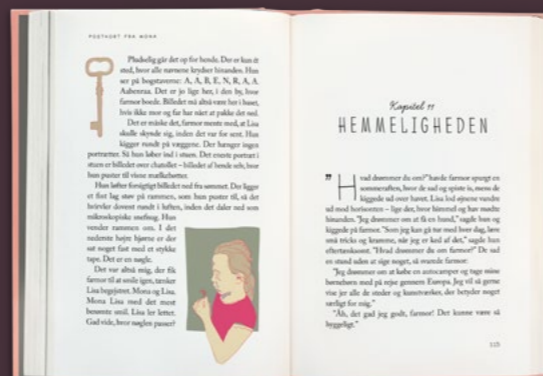 POSTKORT FRA MONA
Pludselig går det op for hende. Der er kun ét
sted, hvor alle navnene krydser hinanden. Hun
ser på bogstaverne: A, A, B, E, N, R, A, A.
Aabenraa. Det er jo lige her, i den by, hvor
farmor boede. Billedet må altså være her i huset,
hvis ikke mor og far har nået at pakke det ned.
Det er måske det, farmor mente med, at Lisa
skulle skynde sig, inden det var for sent. Hun
kigger rundt på væggene. Der hænger ingen
portrætter. Så hun løber ind i stuen. Det eneste portræt i
stuen er billedet over chatollet – billedet af hende selv, hvor
hun puster til visne mælkebøtter.
Hun løfter forsigtigt billedet ned fra sømmet. Der ligger
et fint lag støv på rammen, som hun puster til, så det
hvirvler dovent rundt i luften, inden det daler ned som
mikroskopiske snefnug. Hun
vender rammen om. I det
nederste højre hjørne er der
sat noget fast med et stykke
tape. Det er en nøgle.
Det var altså mig, der fik
farmor til at smile igen, tænker
Lisa begejstret. Mona og Lisa.
Mona Lisa med det mest
berømte smil. Lisa ler lettet.
Gad vide, hvor nøglen passer?
Kapitel 11
HEMMELIGHEDEN
"Hvad drømmer du om?" havde farmor spurgt en
sommeraften, hvor de sad og spiste is, mens de
kiggede ud over havet. Lisa lod øjnene vandre
ud mod horisonten – lige der, hvor himmel og hav mødte
hinanden. "Jeg drømmer om at få en hund," sagde hun og
kiggede på farmor. "Som jeg kan gå tur med hver dag, lære
små tricks og kramme, når jeg er ked af det," sagde hun
eftertænksomt. "Hvad drømmer du om farmor?" De sad
en stund uden at sige noget, så svarede farmor:
"Jeg drømmer om at købe en autocamper og tage mine
børnebørn med på rejse gennem Europa. Jeg vil så gerne
vise jer alle de steder og kunstværker, der betyder noget
særligt for mig."
"Åh, det gad jeg godt, farmor! Det kunne være så
hyggeligt."